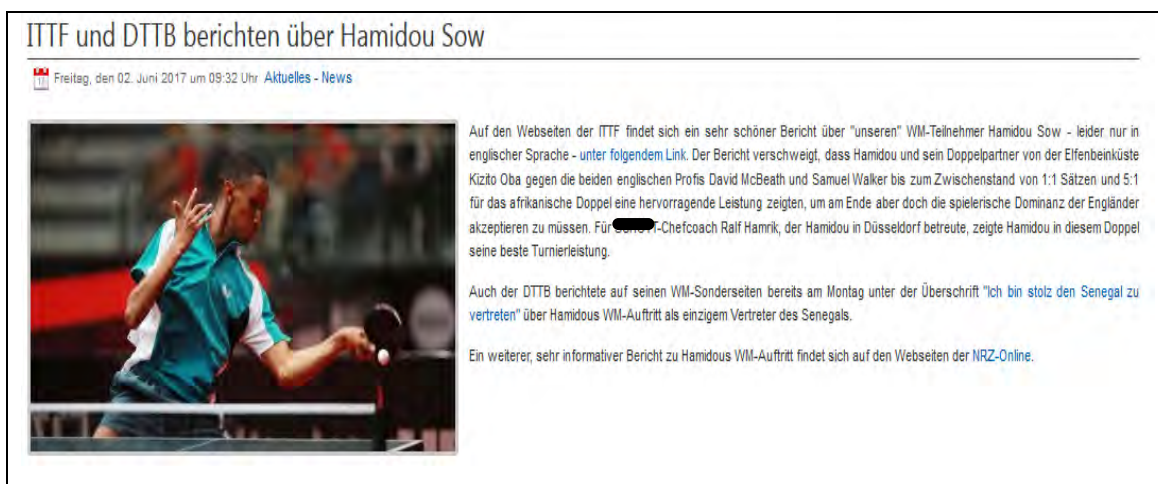 ITTF und DTTB berichten über Hamidou Sow
Freitag, den 02. Juni 2017 um 09:32 Uhr Aktuelles - News
Auf den Webseiten der ITTF findet sich ein sehr schöner Bericht über "unseren" WM-Teilnehmer Hamidou Sow - leider nur in
englischer Sprache - unter folgendem Link. Der Bericht verschweigt, dass Hamidou und sein Doppelpartner von der Elfenbeinküste
Kizito Oba gegen die beiden englischen Profis David McBeath und Samuel Walker bis zum Zwischenstand von 1:1 Sätzen und 5:1
für das afrikanische Doppel eine hervorragende Leistung zeigten, um am Ende aber doch die spielerische Dominanz der Engländer
akzeptieren zu müssen. Für -Chefcoach Ralf Hamrik, der Hamidou in Düsseldorf betreute, zeigte Hamidou in diesem Doppel
seine beste Turnierleistung.
Auch der DTTB berichtete auf seinen WM-Sonderseiten bereits am Montag unter der Überschrift "Ich bin stolz den Senegal zu
vertreten" über Hamidous WM-Auftritt als einzigem Vertreter des Senegals.
Ein weiterer, sehr informativer Bericht zu Hamidous WM-Auftritt findet sich auf den Webseiten der NRZ-Online.